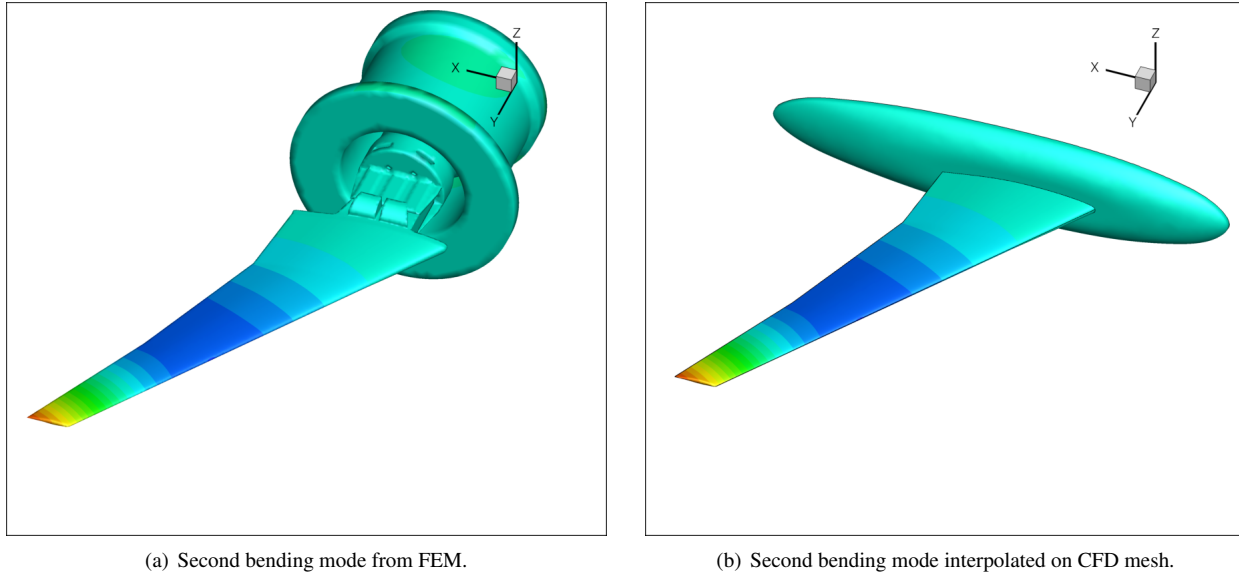 Z
X
Y
Z
X
Y
(a) Second bending mode from FEM.
(b) Second bending mode interpolated on CFD mesh.